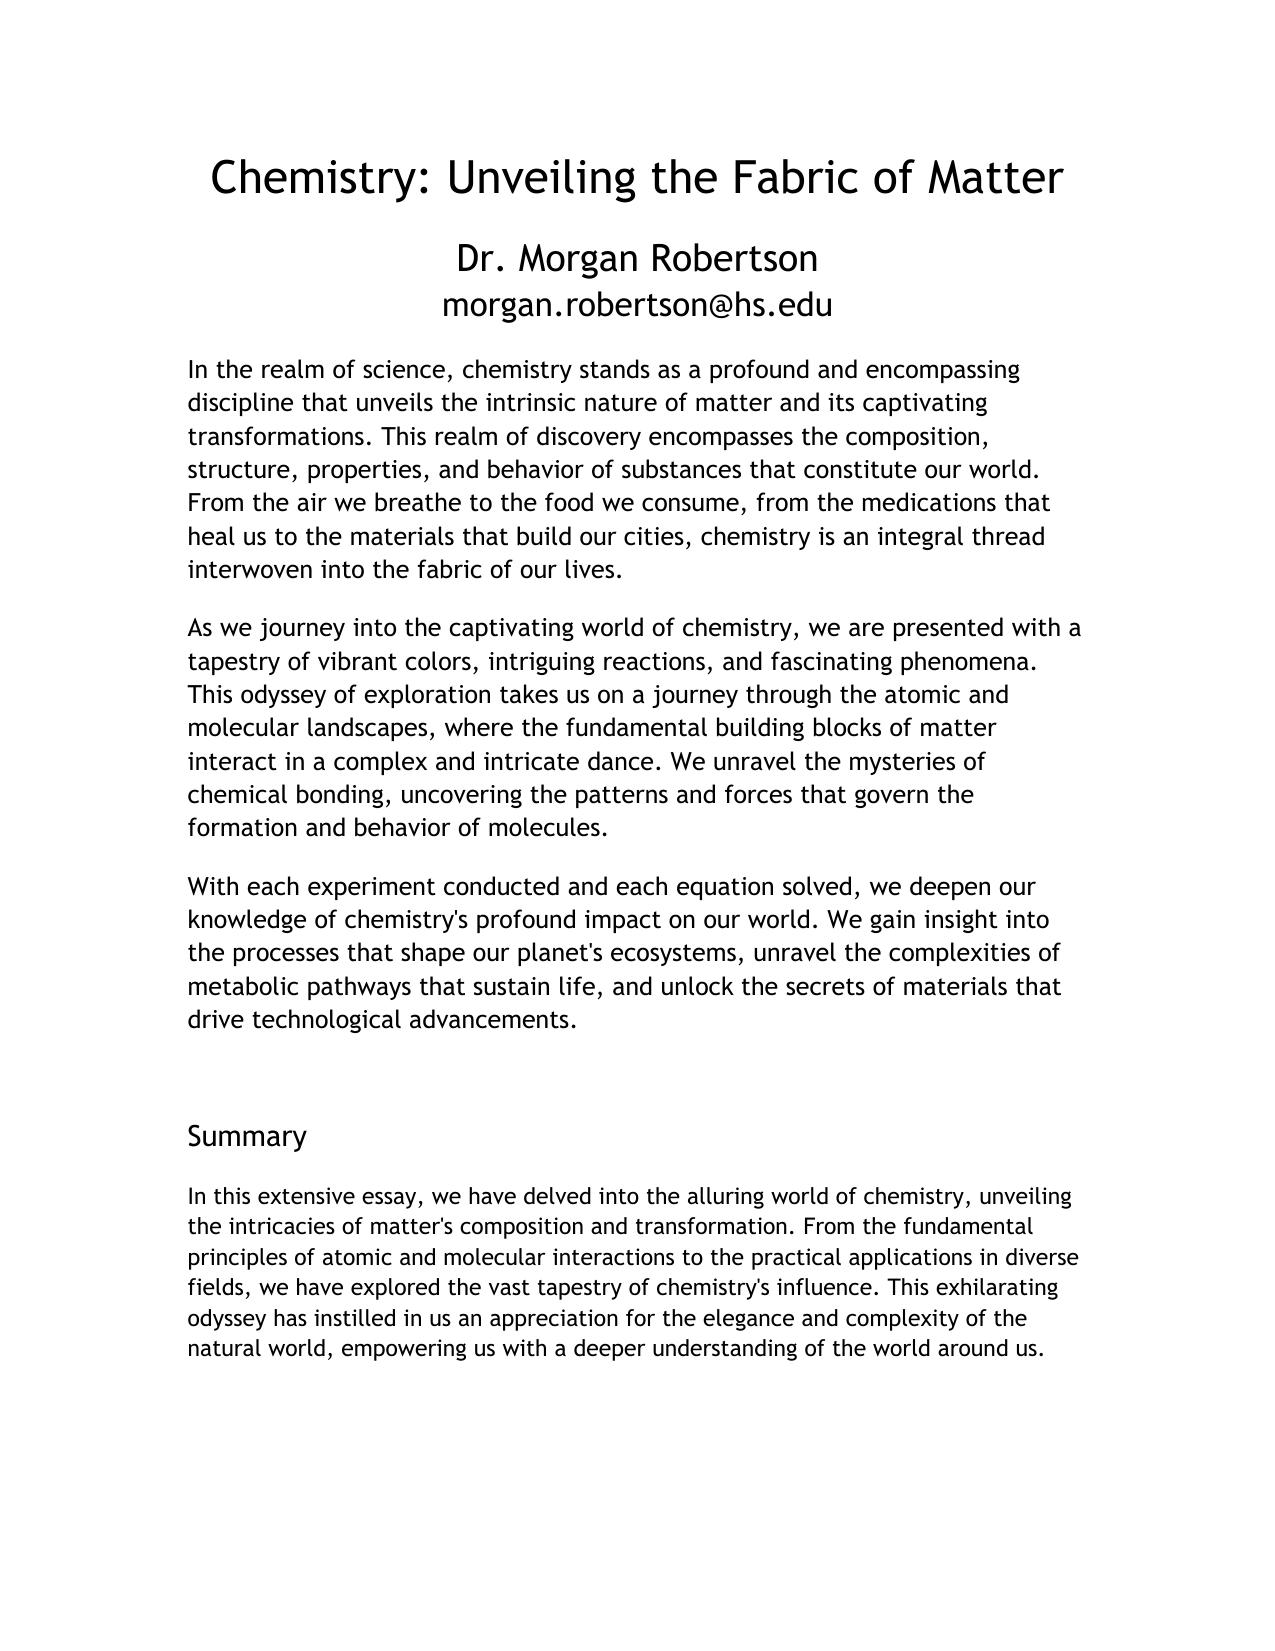 Chemistry: Unveiling the Fabric of Matter
Dr. Morgan Robertson
morgan.robertson@hs.edu
In the realm of science, chemistry stands as a profound and encompassing
discipline that unveils the intrinsic nature of matter and its captivating
transformations. This realm of discovery encompasses the composition,
structure, properties, and behavior of substances that constitute our world.
From the air we breathe to the food we consume, from the medications that
heal us to the materials that build our cities, chemistry is an integral thread
interwoven into the fabric of our lives.
As we journey into the captivating world of chemistry, we are presented with a
tapestry of vibrant colors, intriguing reactions, and fascinating phenomena.
This odyssey of exploration takes us on a journey through the atomic and
molecular landscapes, where the fundamental building blocks of matter
interact in a complex and intricate dance. We unravel the mysteries of
chemical bonding, uncovering the patterns and forces that govern the
formation and behavior of molecules.
With each experiment conducted and each equation solved, we deepen our
knowledge of chemistry's profound impact on our world. We gain insight into
the processes that shape our planet's ecosystems, unravel the complexities of
metabolic pathways that sustain life, and unlock the secrets of materials that
drive technological advancements.
Summary
In this extensive essay, we have delved into the alluring world of chemistry, unveiling
the intricacies of matter's composition and transformation. From the fundamental
principles of atomic and molecular interactions to the practical applications in diverse
fields, we have explored the vast tapestry of chemistry's influence. This exhilarating
odyssey has instilled in us an appreciation for the elegance and complexity of the
natural world, empowering us with a deeper understanding of the world around us.